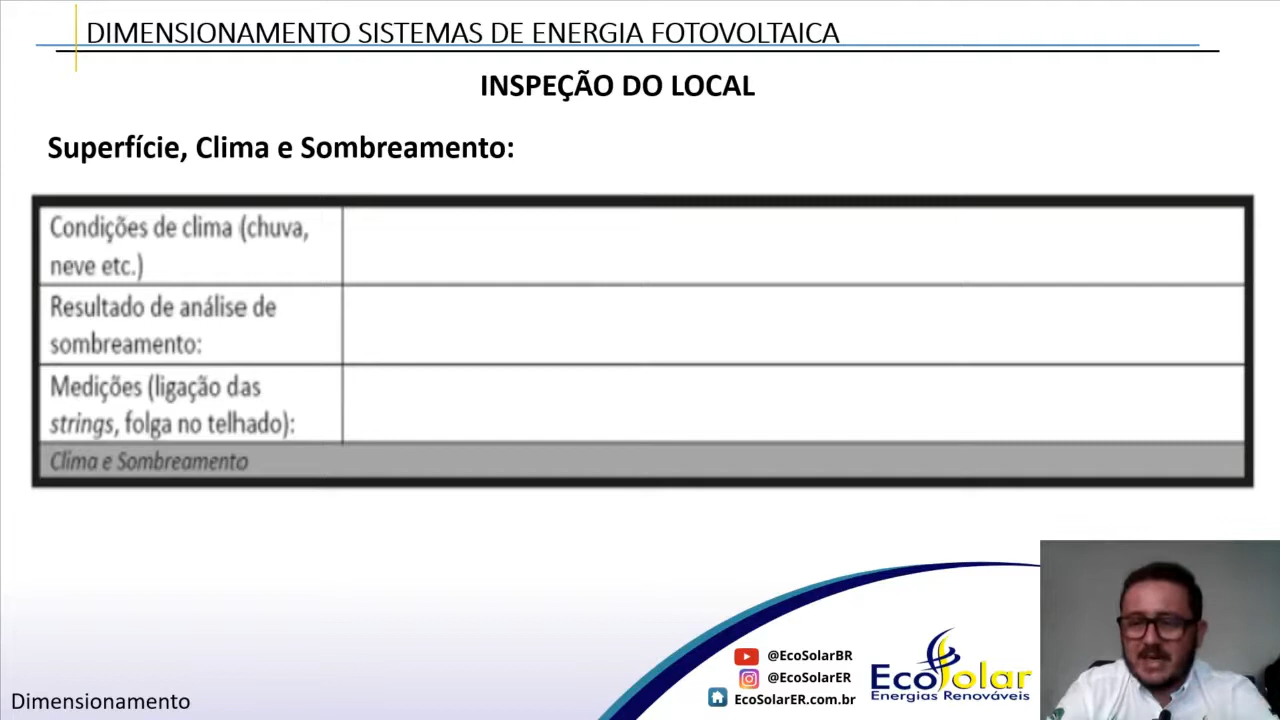 DIMENSIONAMENTO SISTEMAS DE ENERGIA FOTOVOLTAICA
INSPEÇÃO DO LOCAL
Superfície, Clima e Sombreamento:
Condições de clima (chuva,
neve etc.)
Resultado de análise de
sombreamento:
Medições (ligação das
strings, folga no telhado):
Clima e Sombreamento
@EcoSolarBR
@EcoSolarER
EcoSolarER.com.br
EcoSolar
Energias Renováveis
Dimensionamento